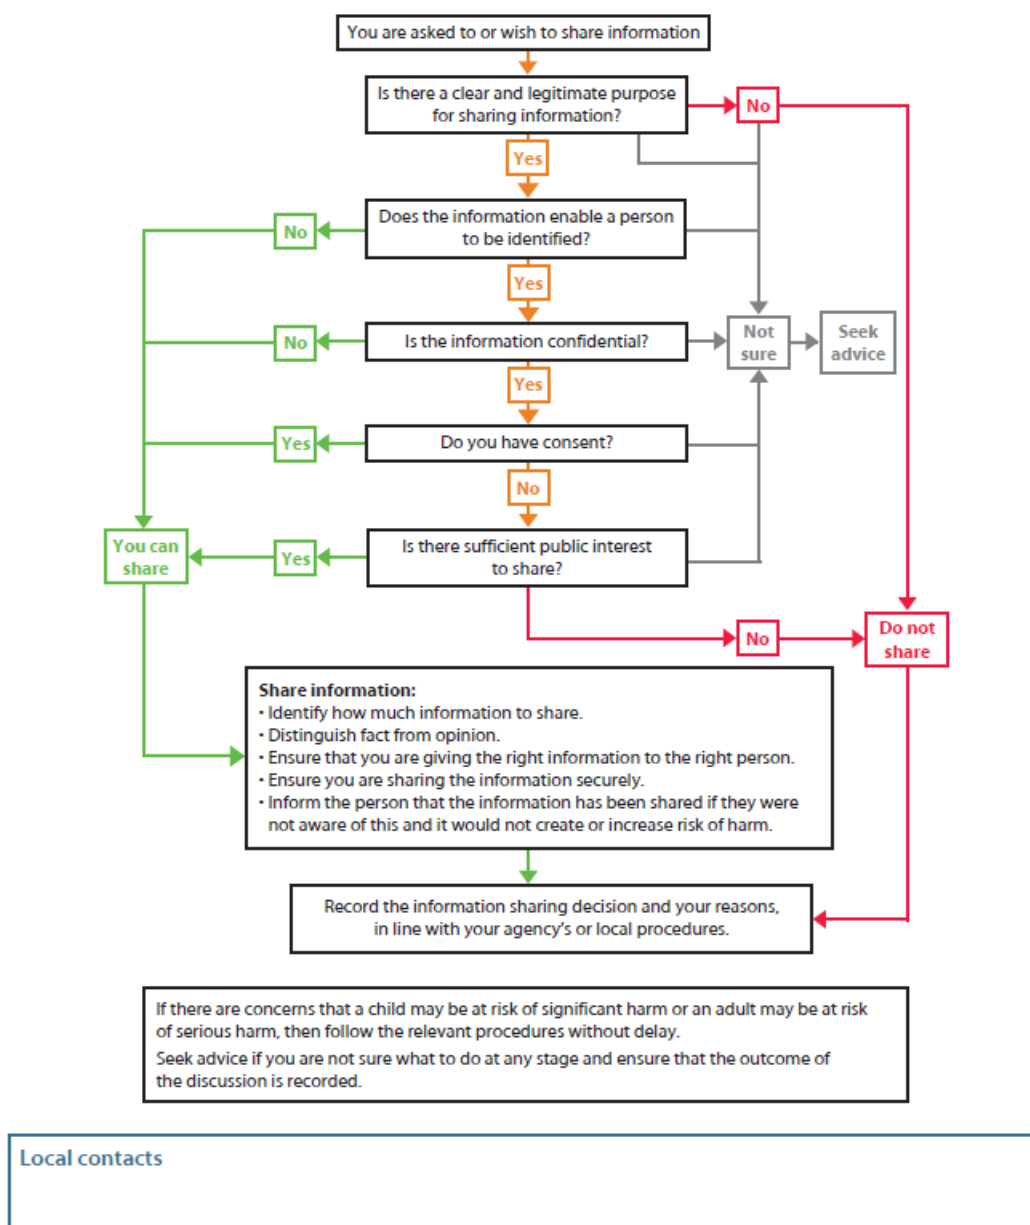 You are asked to or wish to share information
Is there a clear and legitimate purpose
for sharing information?
No
Yes
Does the information enable a person
to be identified?
No
Yes
Is the information confidential?
No
Not
sure
Seek
advice
Yes
Do you have consent?
Yes
No
Is there sufficient public interest
to share?
You can
share
Yes
No
Do not
share
Share information:
• Identify how much information to share.
• Distinguish fact from opinion.
• Ensure that you are giving the right information to the right person.
• Ensure you are sharing the information securely.
• Inform the person that the information has been shared if they were
not aware of this and it would not create or increase risk of harm.
Record the information sharing decision and your reasons,
in line with your agency's or local procedures.
If there are concerns that a child may be at risk of significant harm or an adult may be at risk
of serious harm, then follow the relevant procedures without delay.
Seek advice if you are not sure what to do at any stage and ensure that the outcome of
the discussion is recorded.
Local contacts